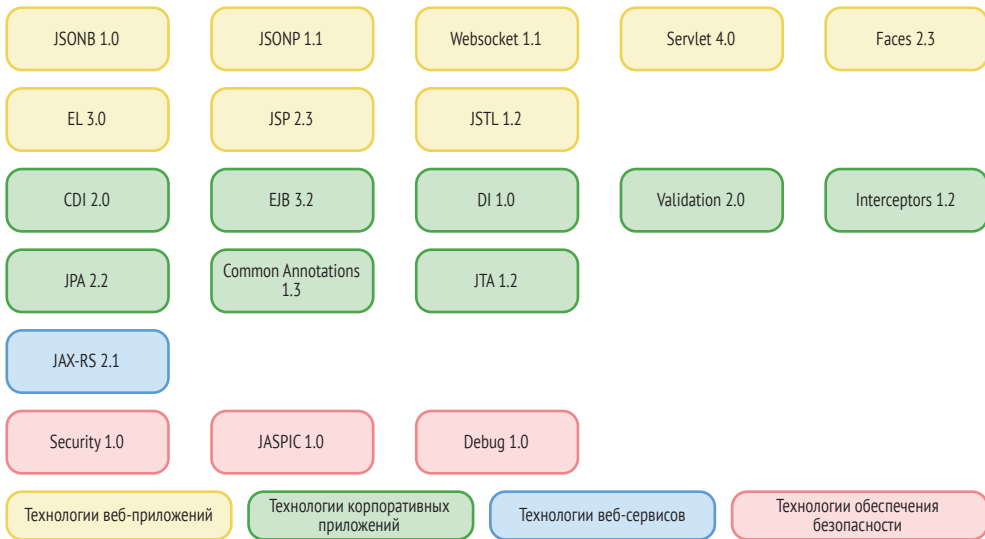 JSONB 1.0
JSONP 1.1
Websocket 1.1
Servlet 4.0
Faces 2.3
EL 3.0
JSP 2.3
JSTL 1.2
CDI 2.0
EJB 3.2
DI 1.0
Validation 2.0
Interceptors 1.2
JPA 2.2
Common Annotations
1.3
JTA 1.2
JAX-RS 2.1
Security 1.0
JASPIC 1.0
Debug 1.0
Технологии веб-приложений
Технологии корпоративных
приложений
Технологии веб-сервисов
Технологии обеспечения
безопасности